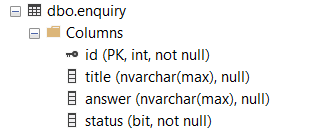 dbo.enquiry
Columns
id (PK, int, not null)
title (nvarchar(max), null)
answer (nvarchar(max), null)
status (bit, not null)